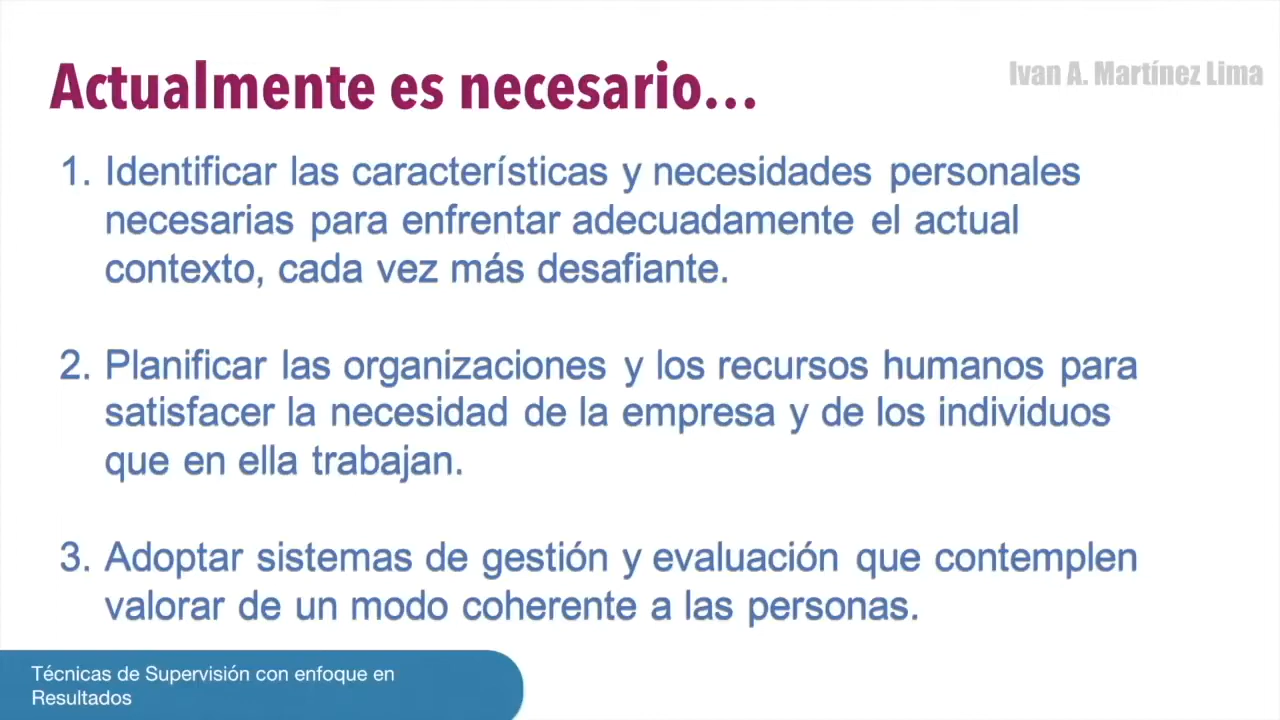 Actualmente es necesario...
Ivan A. Martínez Lima
1. Identificar las características y necesidades personales
necesarias para enfrentar adecuadamente el actual
contexto, cada vez más desafiante.
2. Planificar las organizaciones y los recursos humanos para
satisfacer la necesidad de la empresa y de los individuos
que en ella trabajan.
3. Adoptar sistemas de gestión y evaluación que contemplen
valorar de un modo coherente a las personas.
Técnicas de Supervisión con enfoque en
Resultados